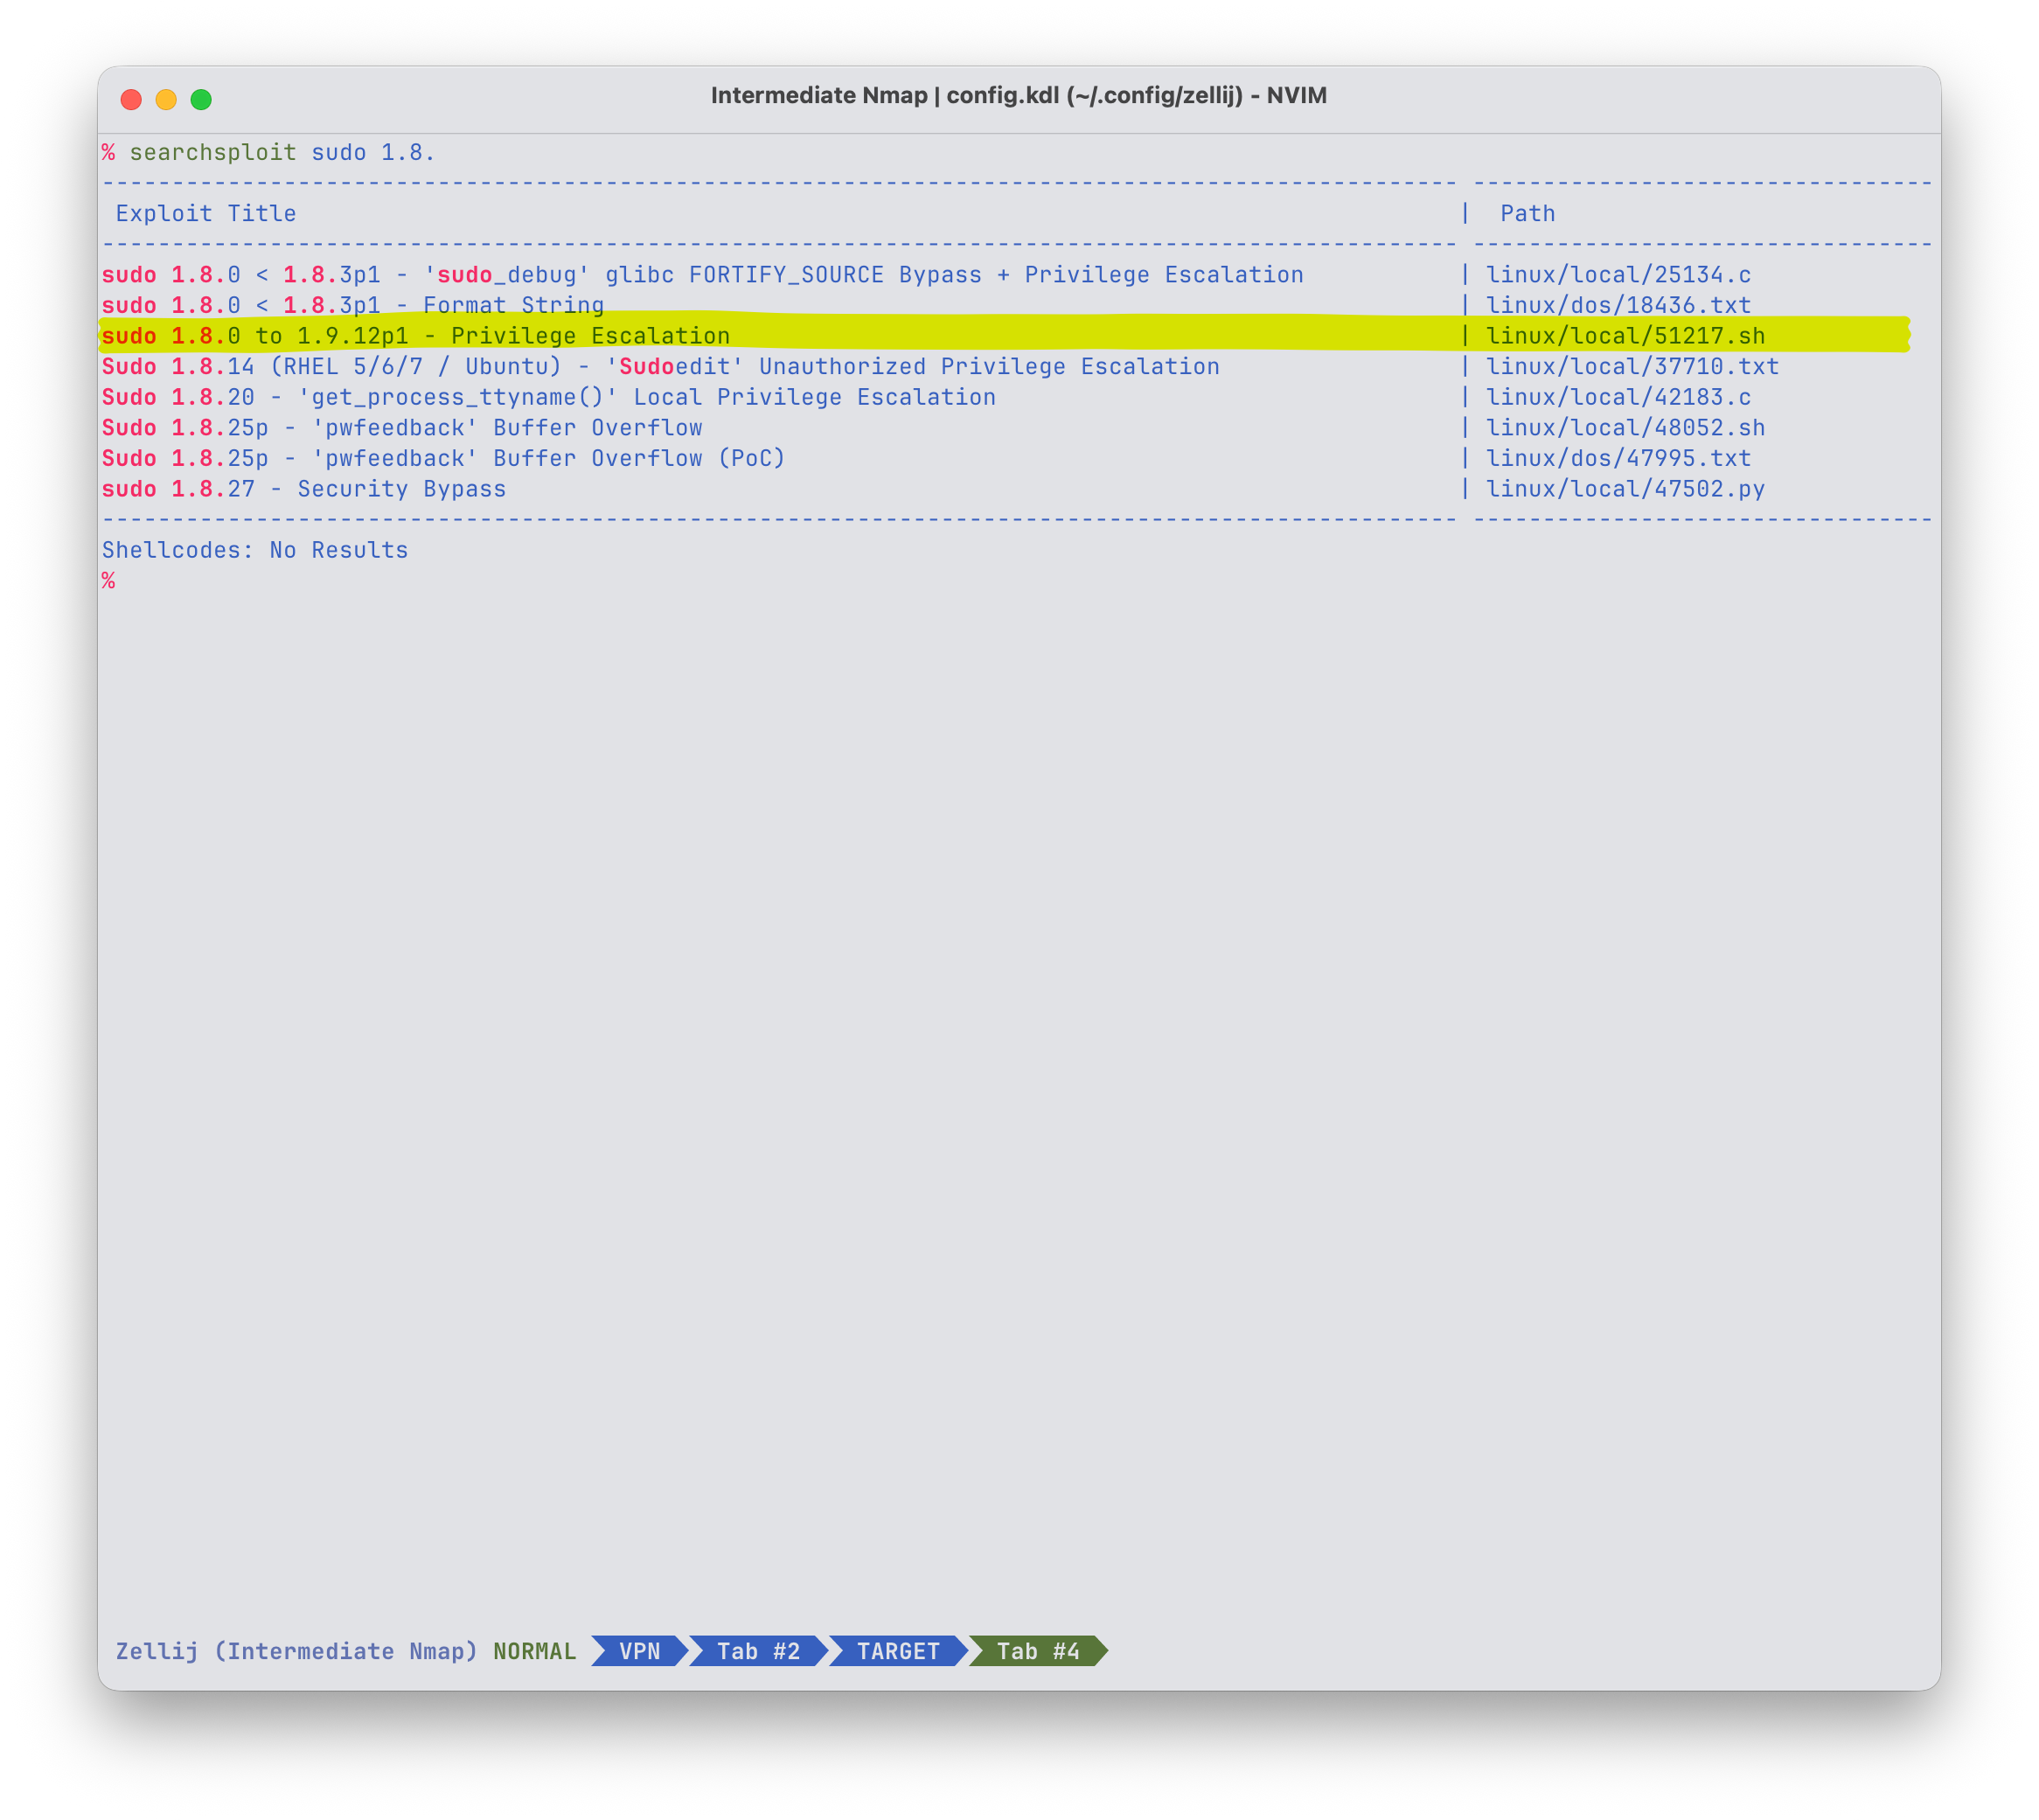 Intermediate Nmap | config.kdl (~/.config/zellij) - NVIM
% searchsploit sudo 1.8.
------------------------------------------------------------------------------------------------- ---------------------------------
Exploit Title | Path
------------------------------------------------------------------------------------------------- ---------------------------------
sudo 1.8.0 < 1.8.3p1 - 'sudo_debug' glibc FORTIFY_SOURCE Bypass + Privilege Escalation | linux/local/25134.c
sudo 1.8.0 < 1.8.3p1 - Format String | linux/dos/18436.txt
sudo 1.8.0 to 1.9.12p1 - Privilege Escalation | linux/local/51217.sh
Sudo 1.8.14 (RHEL 5/6/7 / Ubuntu) - 'Sudoedit' Unauthorized Privilege Escalation | linux/local/37710.txt
Sudo 1.8.20 - 'get_process_ttyname()' Local Privilege Escalation | linux/local/42183.c
Sudo 1.8.25p - 'pwfeedback' Buffer Overflow | linux/local/48052.sh
Sudo 1.8.25p - 'pwfeedback' Buffer Overflow (PoC) | linux/dos/47995.txt
sudo 1.8.27 - Security Bypass | linux/local/47502.py
------------------------------------------------------------------------------------------------- ---------------------------------
Shellcodes: No Results
%
Zellij (Intermediate Nmap) NORMAL VPN Tab #2 TARGET Tab #4